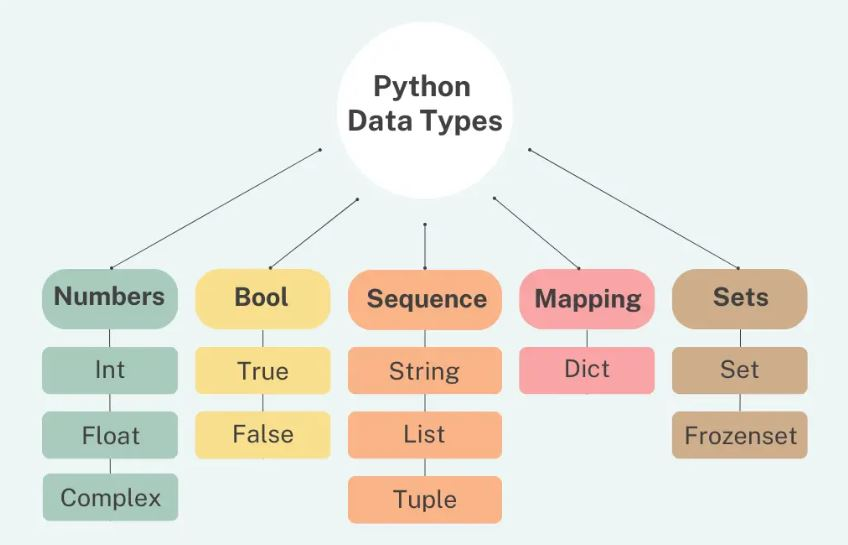 Python
Data Types
Numbers
Bool
Sequence
Mapping
Sets
Int
True
String
Dict
Set
Float
False
List
Frozenset
Complex
Tuple